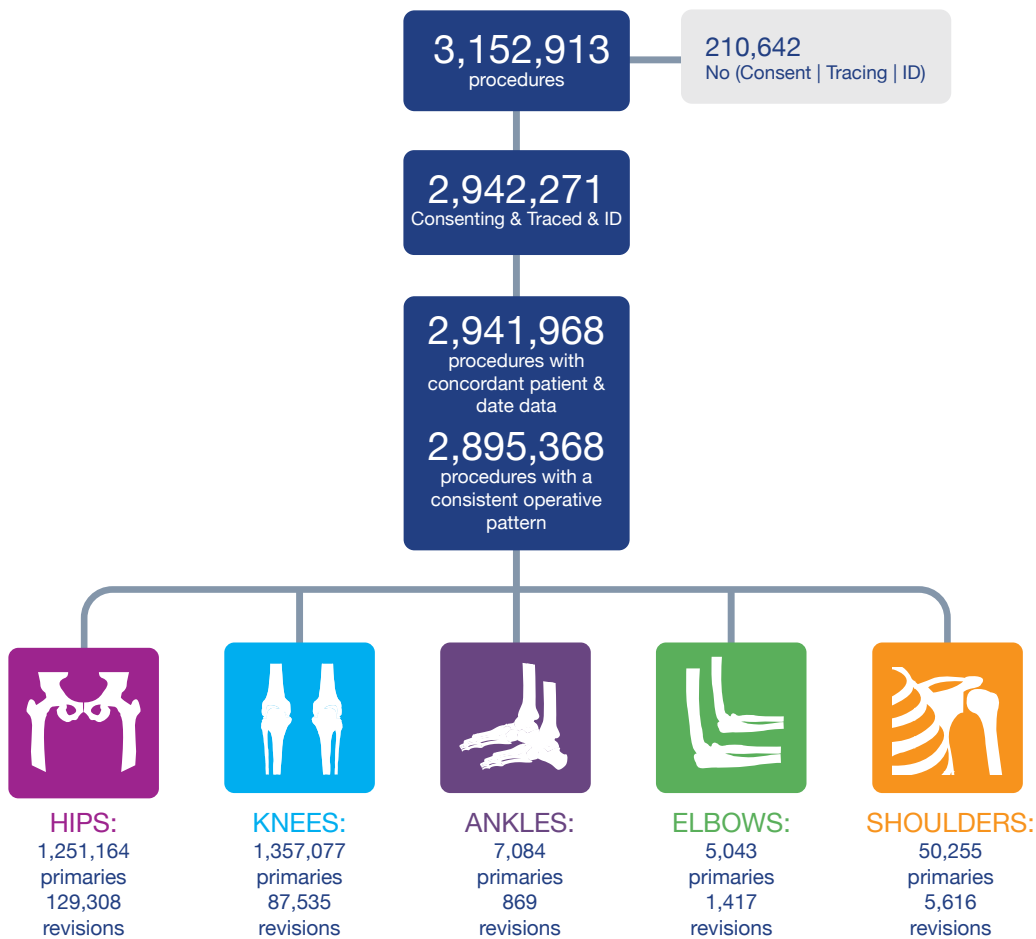 3,152,913
procedures
210,642
No (Consent | Tracing | ID)
2,942,271
Consenting & Traced & ID
2,941,968
procedures with
concordant patient &
date data
2,895,368
procedures with a
consistent operative
pattern
HIPS:
1,251,164
primaries
129,308
revisions
KNEES:
1,357,077
primaries
87,535
revisions
ANKLES:
7,084
primaries
869
revisions
ELBOWS:
5,043
primaries
1,417
revisions
SHOULDERS:
50,255
primaries
5,616
revisions